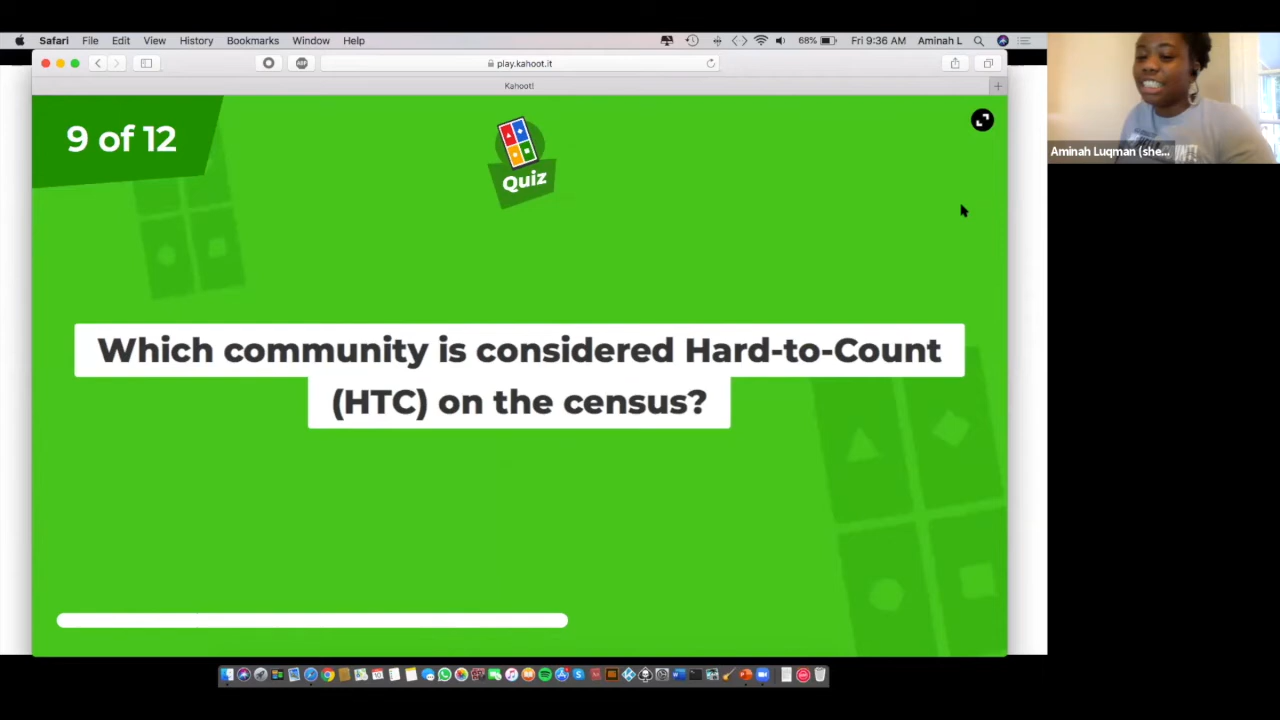 Safari File Edit View History Bookmarks Window Help 68% Fri 9:36 AM Aminah L
play.kahoot.it
Kahoot!
9 of 12
Quiz
Which community is considered Hard-to-Count
(HTC) on the census?
Aminah Luqman (she...